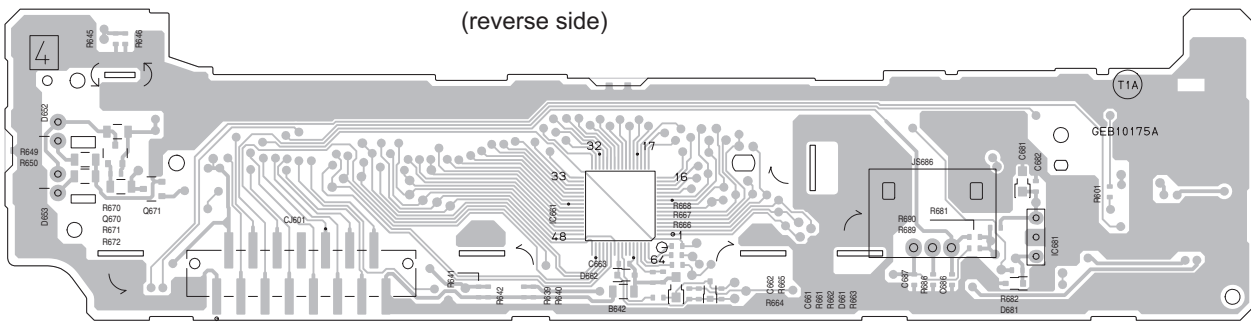 (reverse side)
4
R645
R646
T1A
GEB10175A
D652
R649
R650
D653
R670
Q670
R671
R672
Q671
CJ601
32
17
33
16
IC661
48
1
64
R668
R667
R666
C663
D662
R641
R642
R639
R640
B642
C662
R665
R664
C661
R661
R662
D661
R663
JS686
C681
C682
R681
R690
R689
IC681
R601
C687
R686
C686
R682
D681